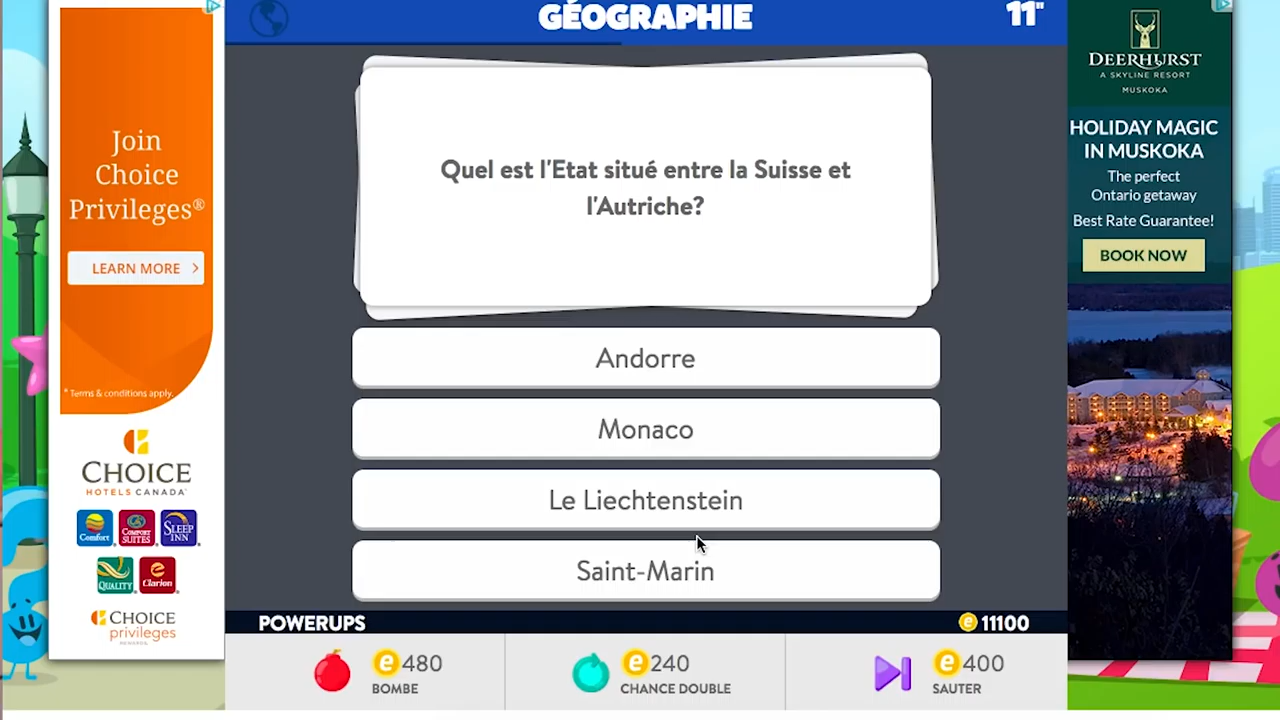 GÉOGRAPHIE
11"
Quel est l'Etat situé entre la Suisse et
l'Autriche?
Andorre
Monaco
Le Liechtenstein
Saint-Marin
POWERUPS
11100
480
BOMBE
240
CHANCE DOUBLE
400
SAUTER
Join
Choice
Privileges®
LEARN MORE
* Terms & conditions apply.
CHOICE
HOTELS CANADA
Comfort
COMFORT
SUITES
SLEEP
INN
QUALITY
Clarion
CHOICE
privileges
DEERHURST
A SKYLINE RESORT
MUSKOKA
HOLIDAY MAGIC
IN MUSKOKA
The perfect
Ontario getaway
Best Rate Guarantee!
BOOK NOW